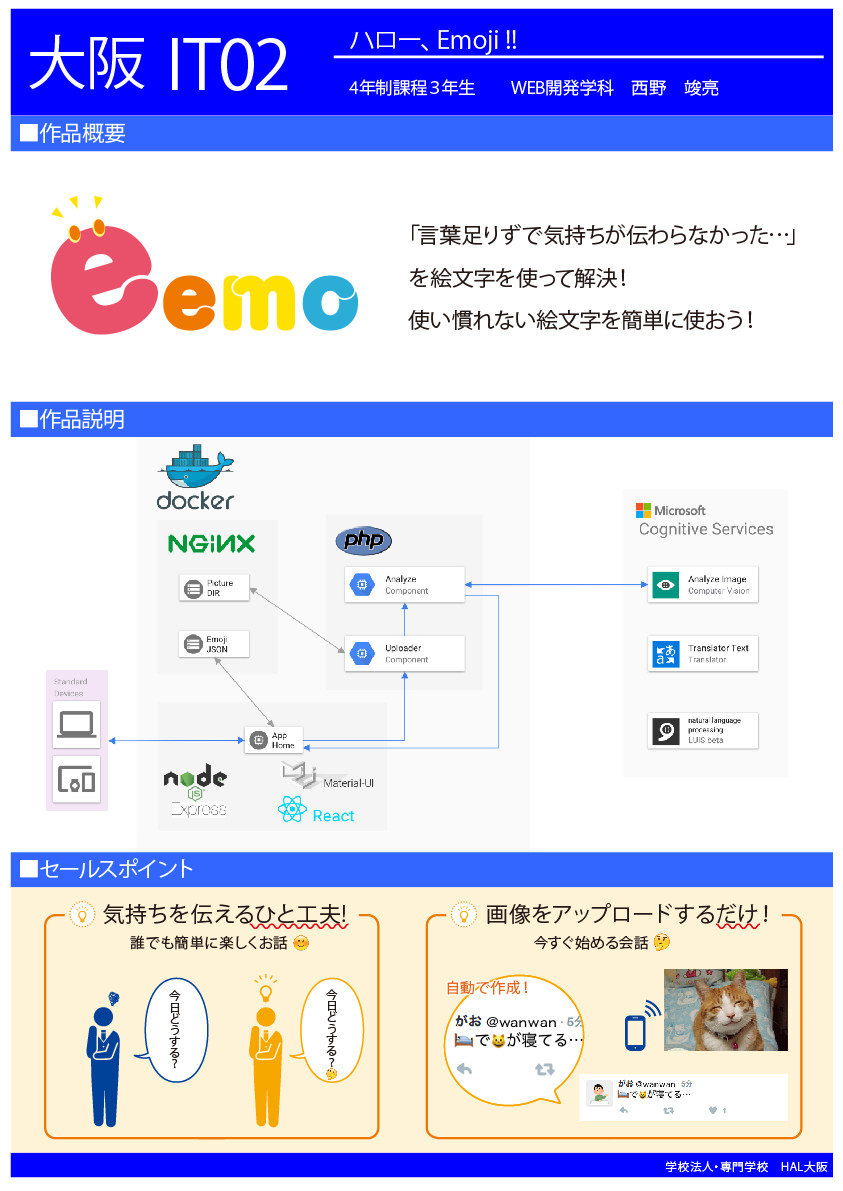 大阪 IT02
ハロー、Emoji !!
4年制課程3年生　WEB開発学科　西野　竣亮
■作品概要
eemo
「言葉足りずで気持ちが伝わらなかった…」
を絵文字を使って解決！
使い慣れない絵文字を簡単に使おう！
■作品説明
docker
NGiNX
Picture
DIR
Emoji
JSON
php
Analyze
Component
Uploader
Component
Microsoft
Cognitive Services
Analyze Image
Computer Vision
Translator Text
Translator
natural language
processing
LUIS beta
Standard
Devices
App
Home
node
JS
Express
Material-UI
React
■セールスポイント
気持ちを伝えるひと工夫!
誰でも簡単に楽しくお話😊
今日どうする？
今日どうする？🤔
画像をアップロードするだけ！
今すぐ始める会話🤔
自動で作成！
がお @wanwan · 5分
🛏で😺が寝てる…
がお @wanwan · 5分
🛏で😺が寝てる…
1
学校法人・専門学校　HAL大阪